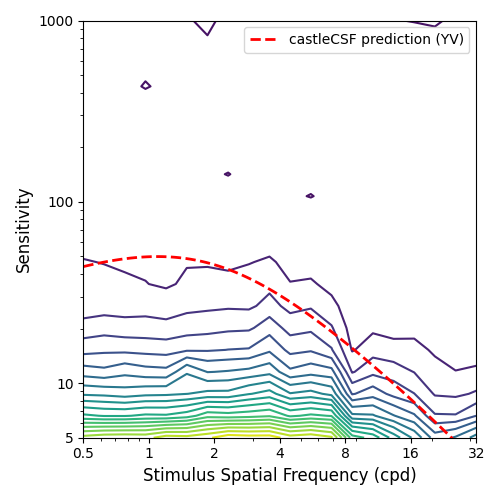 1000
castleCSF prediction (YV)
100
10
5
Sensitivity
0.5 1 2 4 8 16 32
Stimulus Spatial Frequency (cpd)